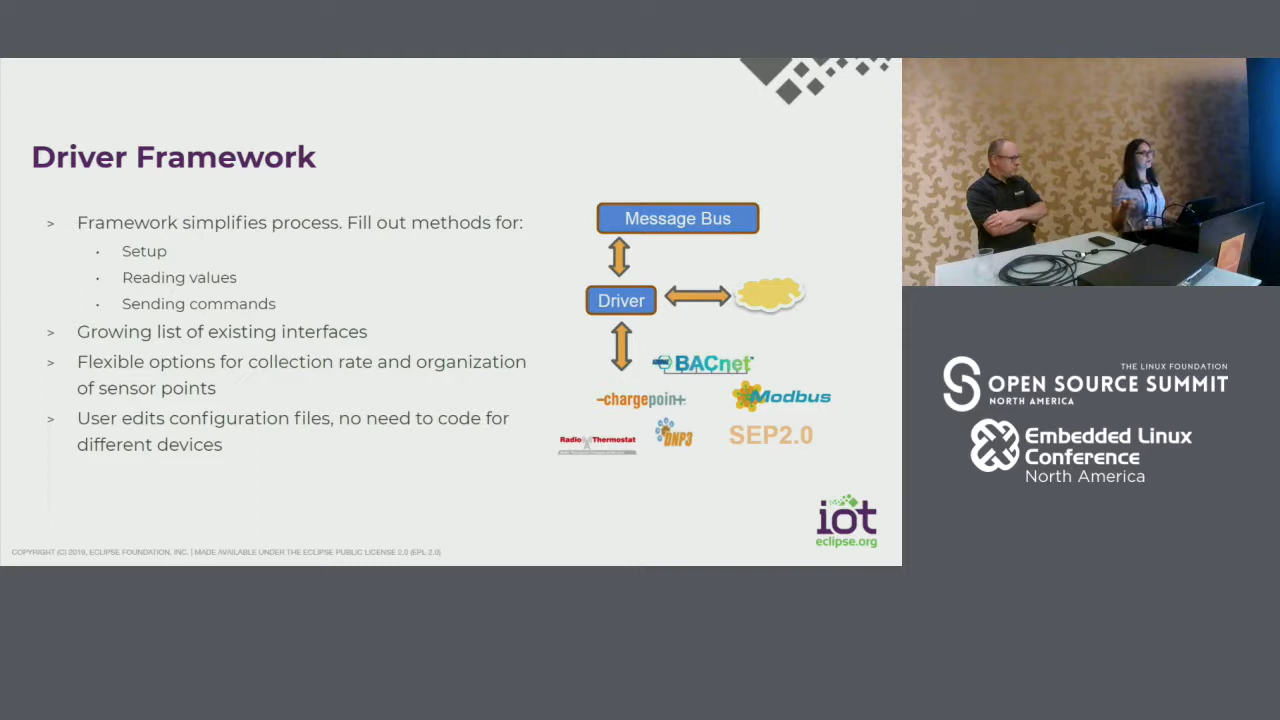 Driver Framework
> Framework simplifies process. Fill out methods for:
· Setup
· Reading values
· Sending commands
> Growing list of existing interfaces
> Flexible options for collection rate and organization
of sensor points
> User edits configuration files, no need to code for
different devices
Message Bus
Driver
BACnet™
-chargepoin+
Modbus
Radio Thermostat
DNP3
SEP2.0
iot
eclipse.org
COPYRIGHT (C) 2019, ECLIPSE FOUNDATION, INC. | MADE AVAILABLE UNDER THE ECLIPSE PUBLIC LICENSE 2.0 (EPL-2.0)
THE LINUX FOUNDATION
OPEN SOURCE SUMMIT
NORTH AMERICA
Embedded Linux
Conference
North America